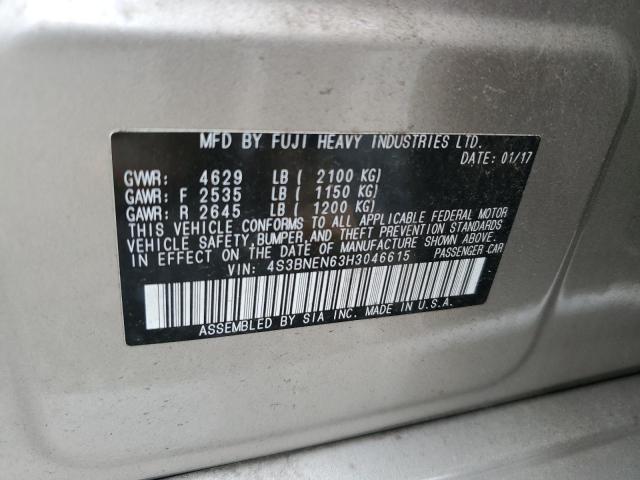 MFD BY FUJI HEAVY INDUSTRIES LTD.
DATE: 01/17
GVWR: 4629 LB ( 2100 KG)
GAWR: F 2535 LB ( 1150 KG)
GAWR: R 2645 LB ( 1200 KG)
THIS VEHICLE CONFORMS TO ALL APPLICABLE FEDERAL MOTOR
VEHICLE SAFETY, BUMPER, AND THEFT PREVENTION STANDARDS
IN EFFECT ON THE DATE OF MANUFACTURE SHOWN ABOVE.
VIN: 4S3BNEN63H3046615 PASSENGER CAR
ASSEMBLED BY SIA INC. MADE IN U.S.A.